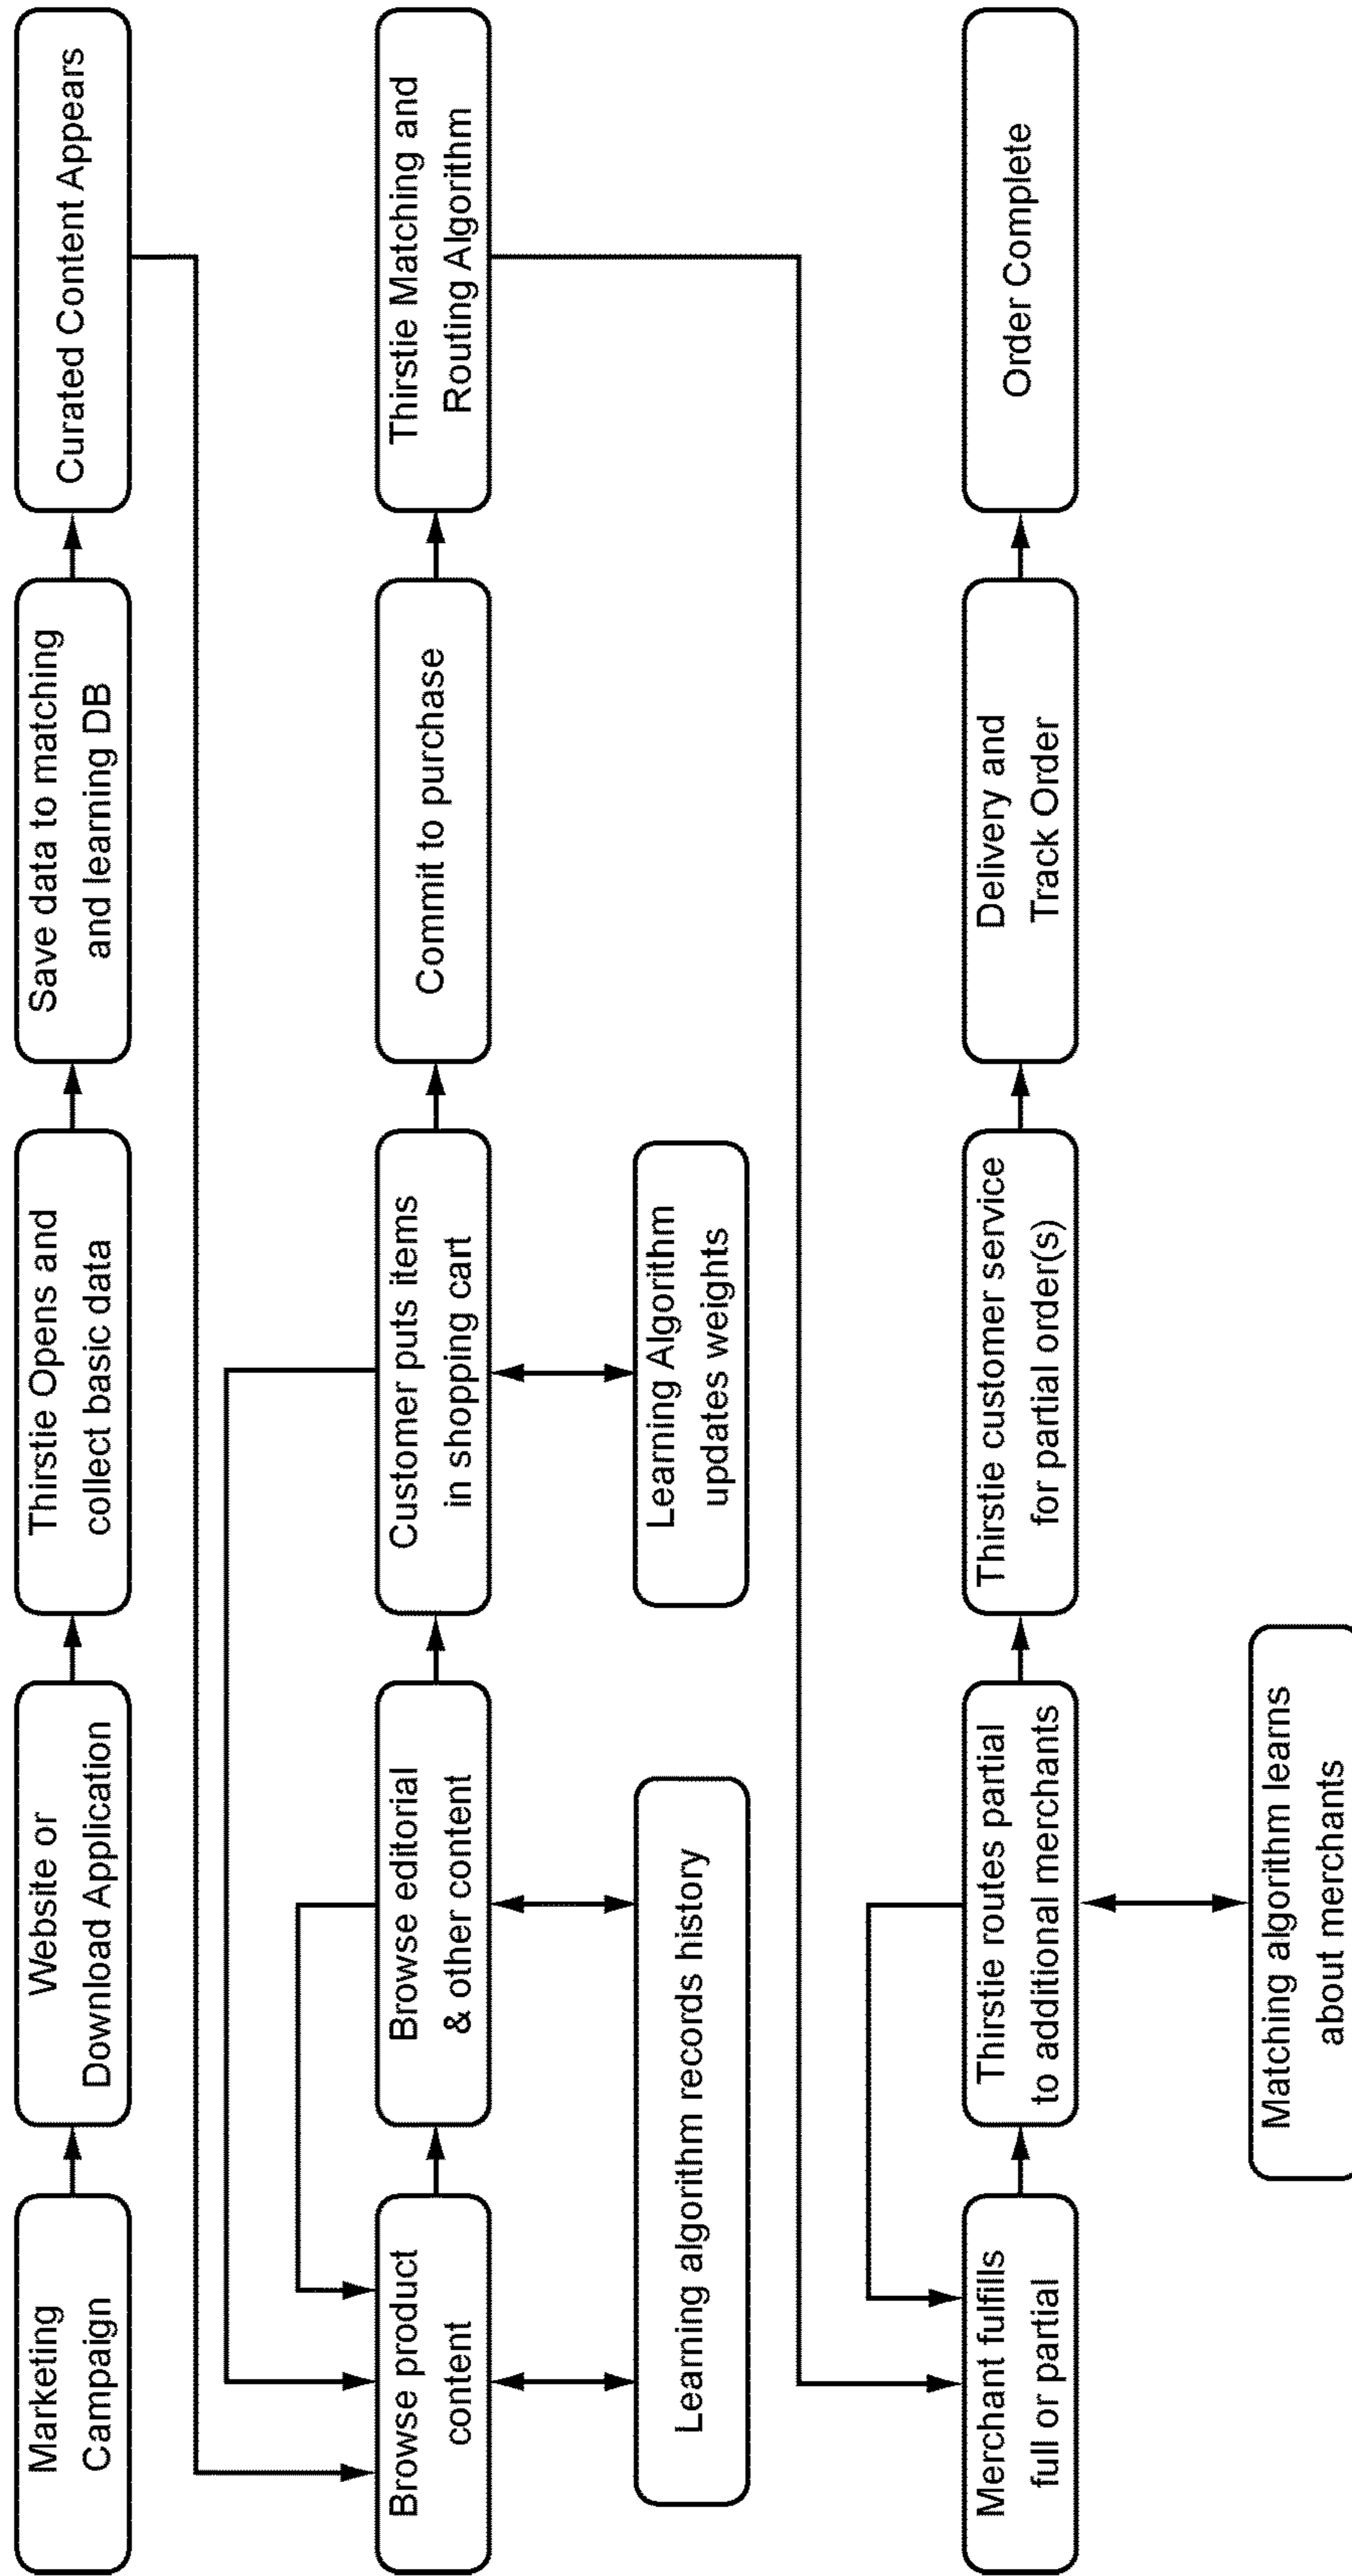 Marketing
Campaign
Website or
Download Application
Thirstie Opens and
collect basic data
Save data to matching
and learning DB
Curated Content Appears
Browse product
content
Browse editorial
& other content
Customer puts items
in shopping cart
Commit to purchase
Thirstie Matching and
Routing Algorithm
Learning algorithm records history
Learning Algorithm
updates weights
Merchant fulfills
full or partial
Thirstie routes partial
to additional merchants
Thirstie customer service
for partial order(s)
Delivery and
Track Order
Order Complete
Matching algorithm learns
about merchants